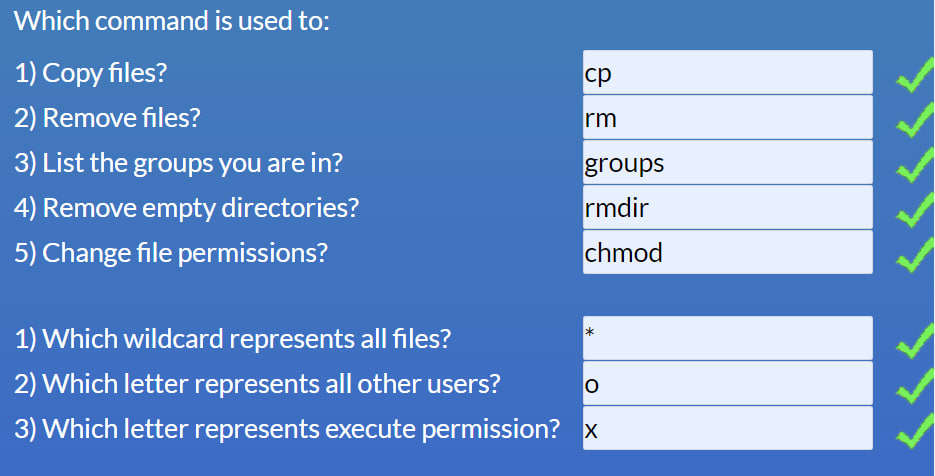 Which command is used to:
1) Copy files? cp
2) Remove files? rm
3) List the groups you are in? groups
4) Remove empty directories? rmdir
5) Change file permissions? chmod
1) Which wildcard represents all files? *
2) Which letter represents all other users? o
3) Which letter represents execute permission? x